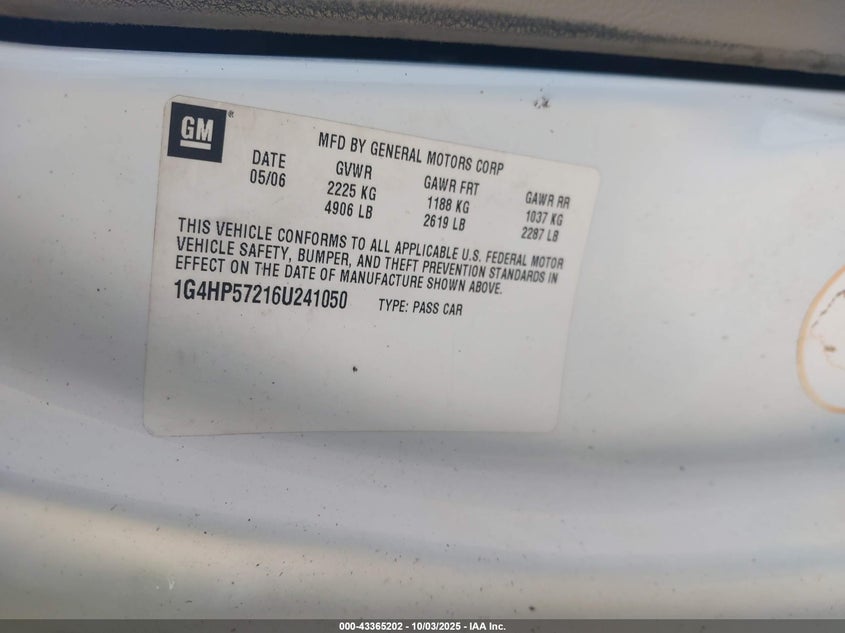 GM®
MFD BY GENERAL MOTORS CORP
DATE GVWR GAWR FRT GAWR RR
05/06 2225 KG 1188 KG 1037 KG
4906 LB 2619 LB 2287 LB
THIS VEHICLE CONFORMS TO ALL APPLICABLE U.S. FEDERAL MOTOR
VEHICLE SAFETY, BUMPER, AND THEFT PREVENTION STANDARDS IN
EFFECT ON THE DATE OF MANUFACTURE SHOWN ABOVE.
1G4HP57216U241050 TYPE: PASS CAR
000-43365202 - 10/03/2025 - IAA Inc.